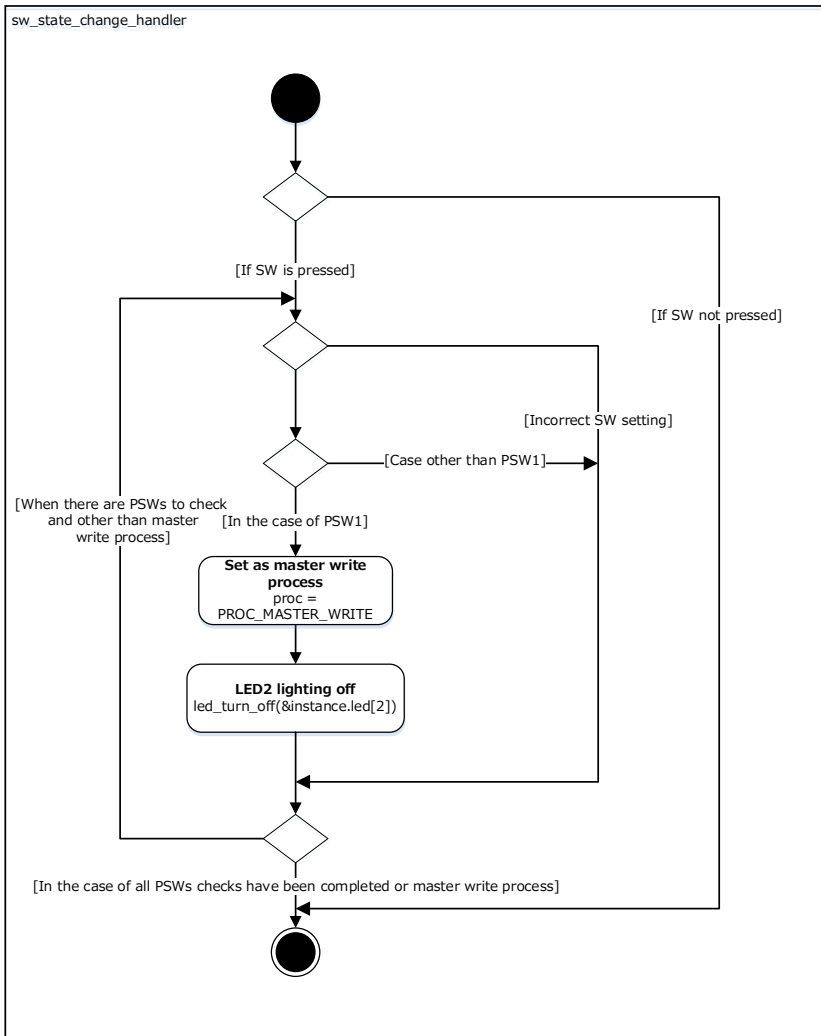 sw_state_change_handler
[If SW is pressed]
[If SW not pressed]
[Incorrect SW setting]
[Case other than PSW1]
[When there are PSWs to check
and other than master
write process]
[In the case of PSW1]
Set as master write
process
proc =
PROC_MASTER_WRITE
LED2 lighting off
led_turn_off(&instance.led[2])
[In the case of all PSWs checks have been completed or master write process]